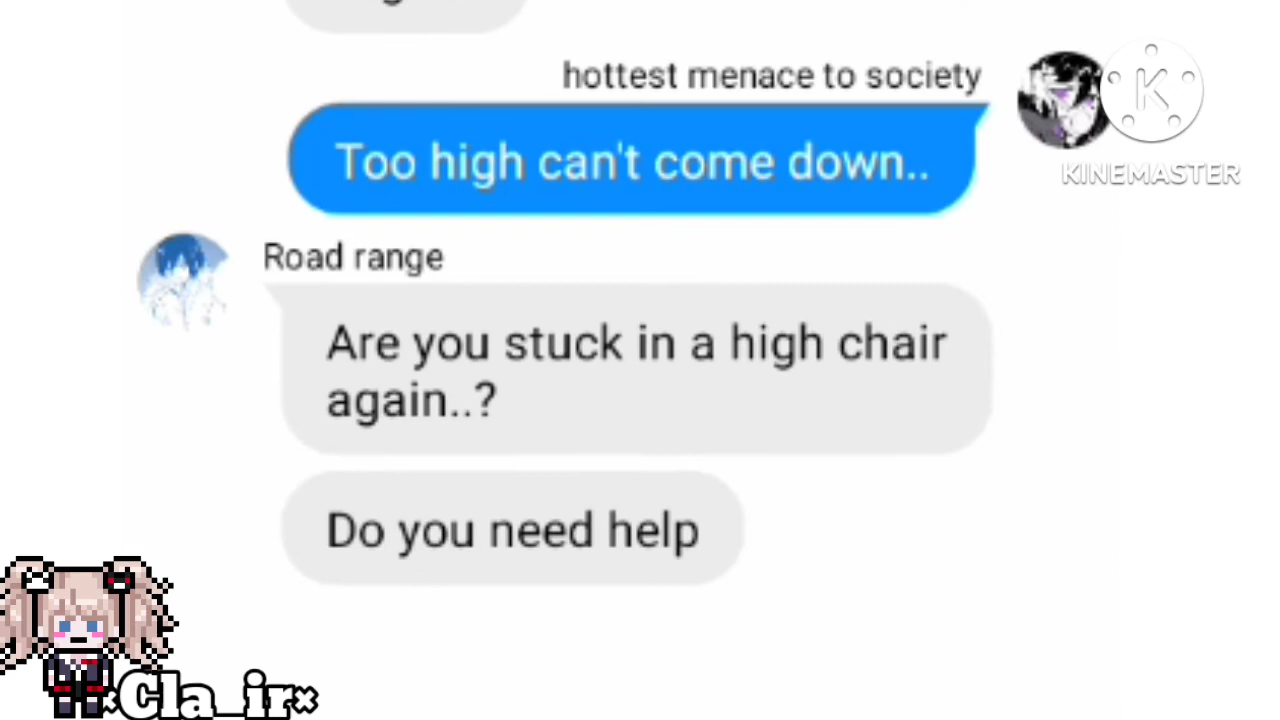 hottest menace to society
K
KINEMASTER
Too high can't come down..
Road range
Are you stuck in a high chair
again..?
Do you need help
×Cla_ir×